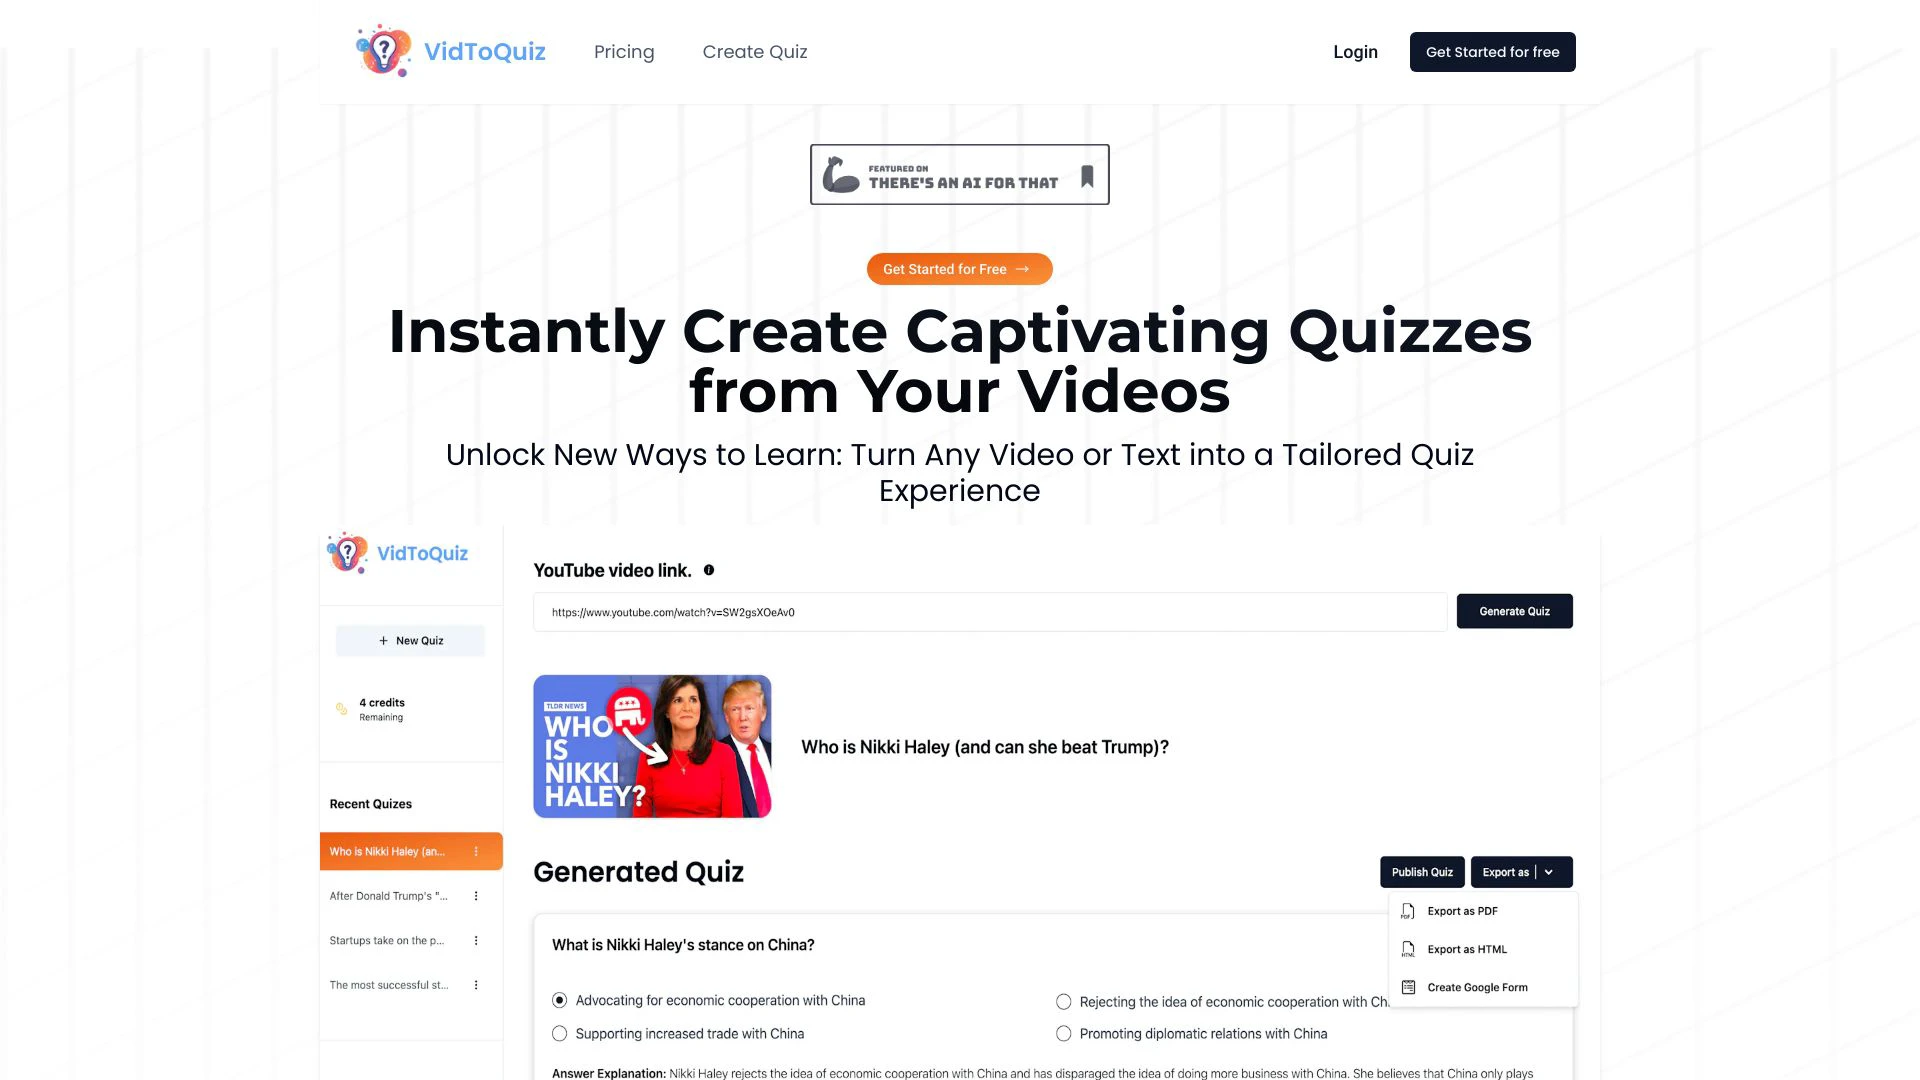 VidToQuiz
Pricing
Create Quiz
Login
Get Started for free
FEATURED ON
THERE'S AN AI FOR THAT
Get Started for Free →
Instantly Create Captivating Quizzes
from Your Videos
Unlock New Ways to Learn: Turn Any Video or Text into a Tailored Quiz
Experience
VidToQuiz
+ New Quiz
4 credits
Remaining
Recent Quizes
Who is Nikki Haley (an...
After Donald Trump's "...
Startups take on the p...
The most successful st...
YouTube video link.
https://www.youtube.com/watch?v=SW2gsXOeAv0
Generate Quiz
TLDR NEWS
WHO
IS
NIKKI
HALEY?
Who is Nikki Haley (and can she beat Trump)?
Generated Quiz
Publish Quiz
Export as
Export as PDF
Export as HTML
Create Google Form
What is Nikki Haley's stance on China?
Advocating for economic cooperation with China
Rejecting the idea of economic cooperation with Ch
Supporting increased trade with China
Promoting diplomatic relations with China
Answer Explanation: Nikki Haley rejects the idea of economic cooperation with China and has disparaged the idea of doing more business with China. She believes that China only plays